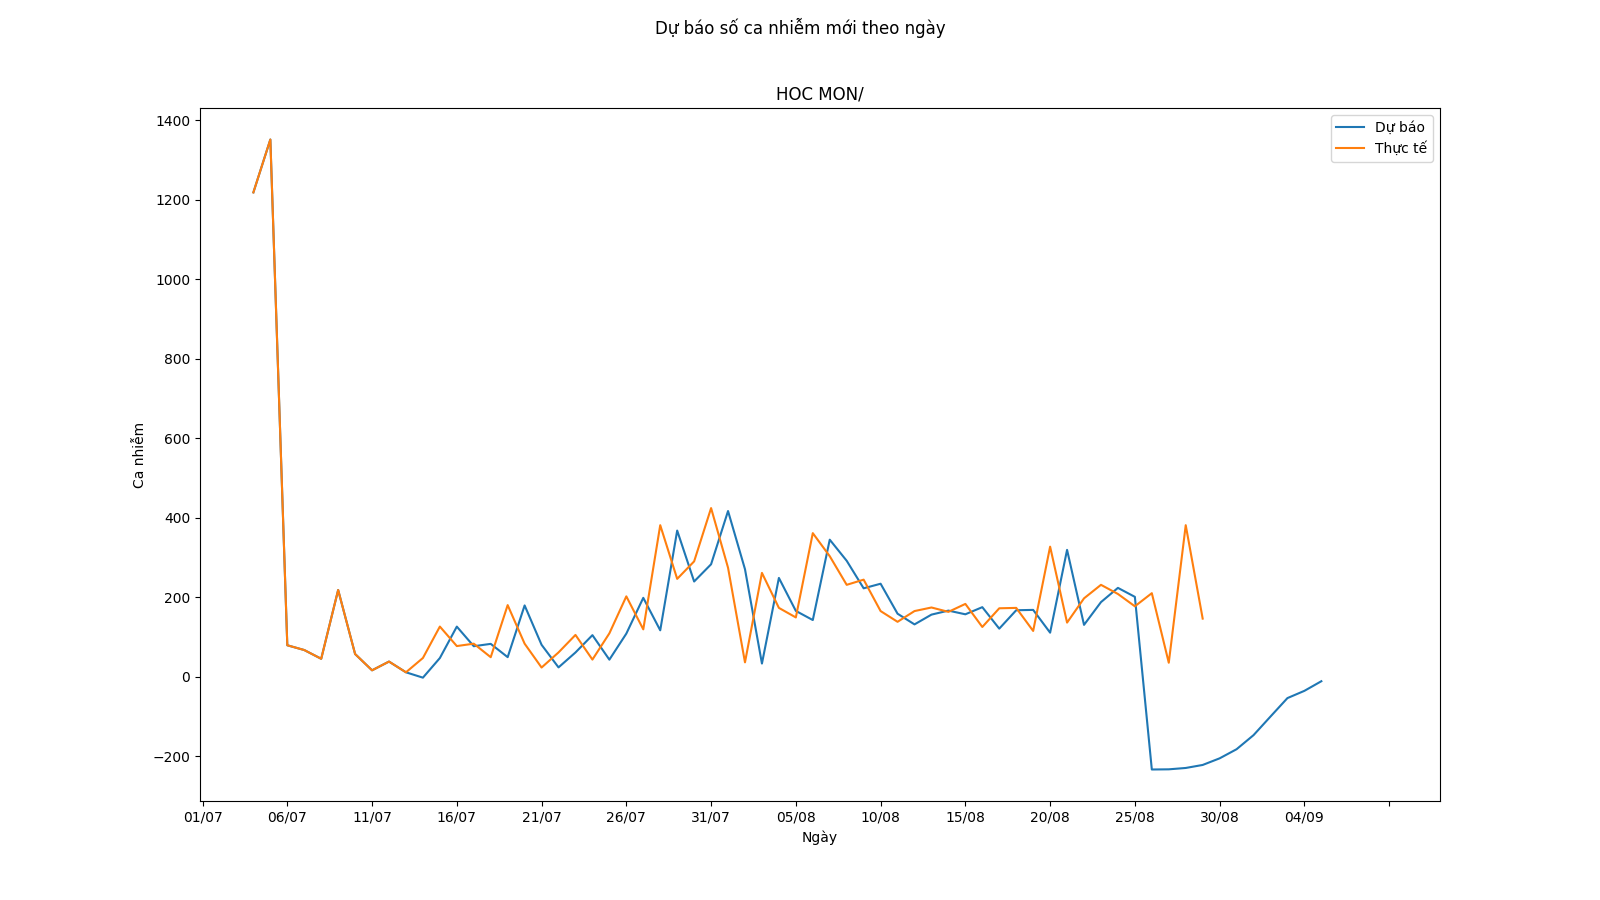 Dự báo số ca nhiễm mới theo ngày
HOC MON/
Dự báo
Thực tế
1400
1200
1000
800
600
400
200
0
−200
Ca nhiễm
01/07 06/07 11/07 16/07 21/07 26/07 31/07 05/08 10/08 15/08 20/08 25/08 30/08 04/09
Ngày